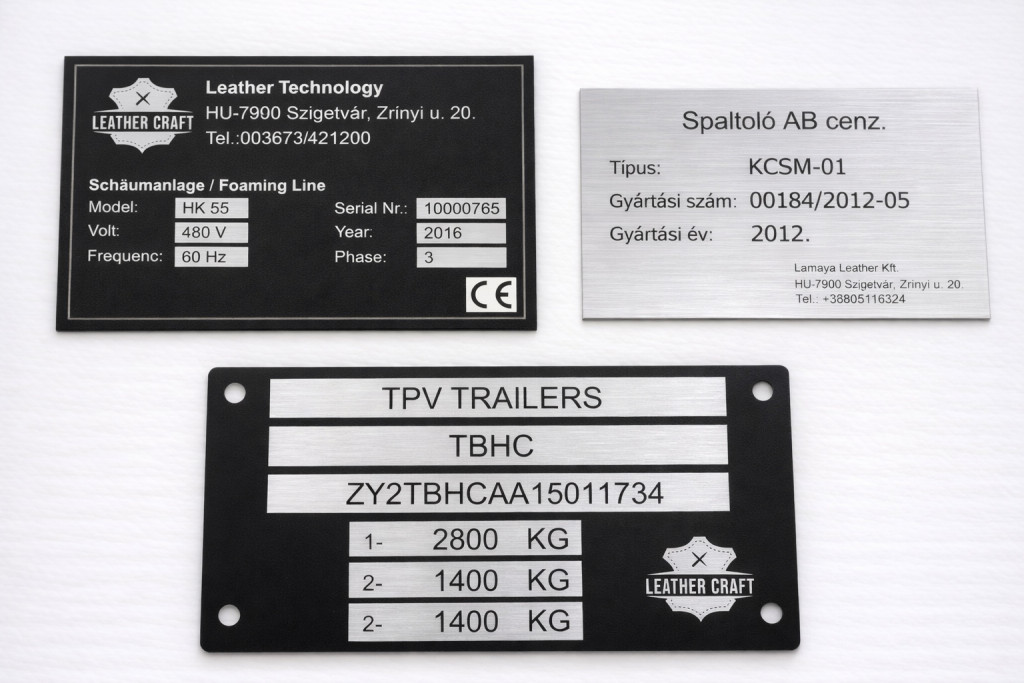 LEATHER CRAFT
Leather Technology
HU-7900 Szigetvár, Zrínyi u. 20.
Tel.:003673/421200
Schäumanlage / Foaming Line
Model: HK 55 Serial Nr.: 10000765
Volt: 480 V Year: 2016
Frequenc: 60 Hz Phase: 3
CE
Spaltoló AB cenz.
Típus: KCSM-01
Gyártási szám: 00184/2012-05
Gyártási év: 2012.
Lamaya Leather Kft.
HU-7900 Szigetvár, Zrinyi u. 20.
Tel.: +38805116324
TPV TRAILERS
TBHC
ZY2TBHCAA15011734
1- 2800 KG
2- 1400 KG
2- 1400 KG
LEATHER CRAFT